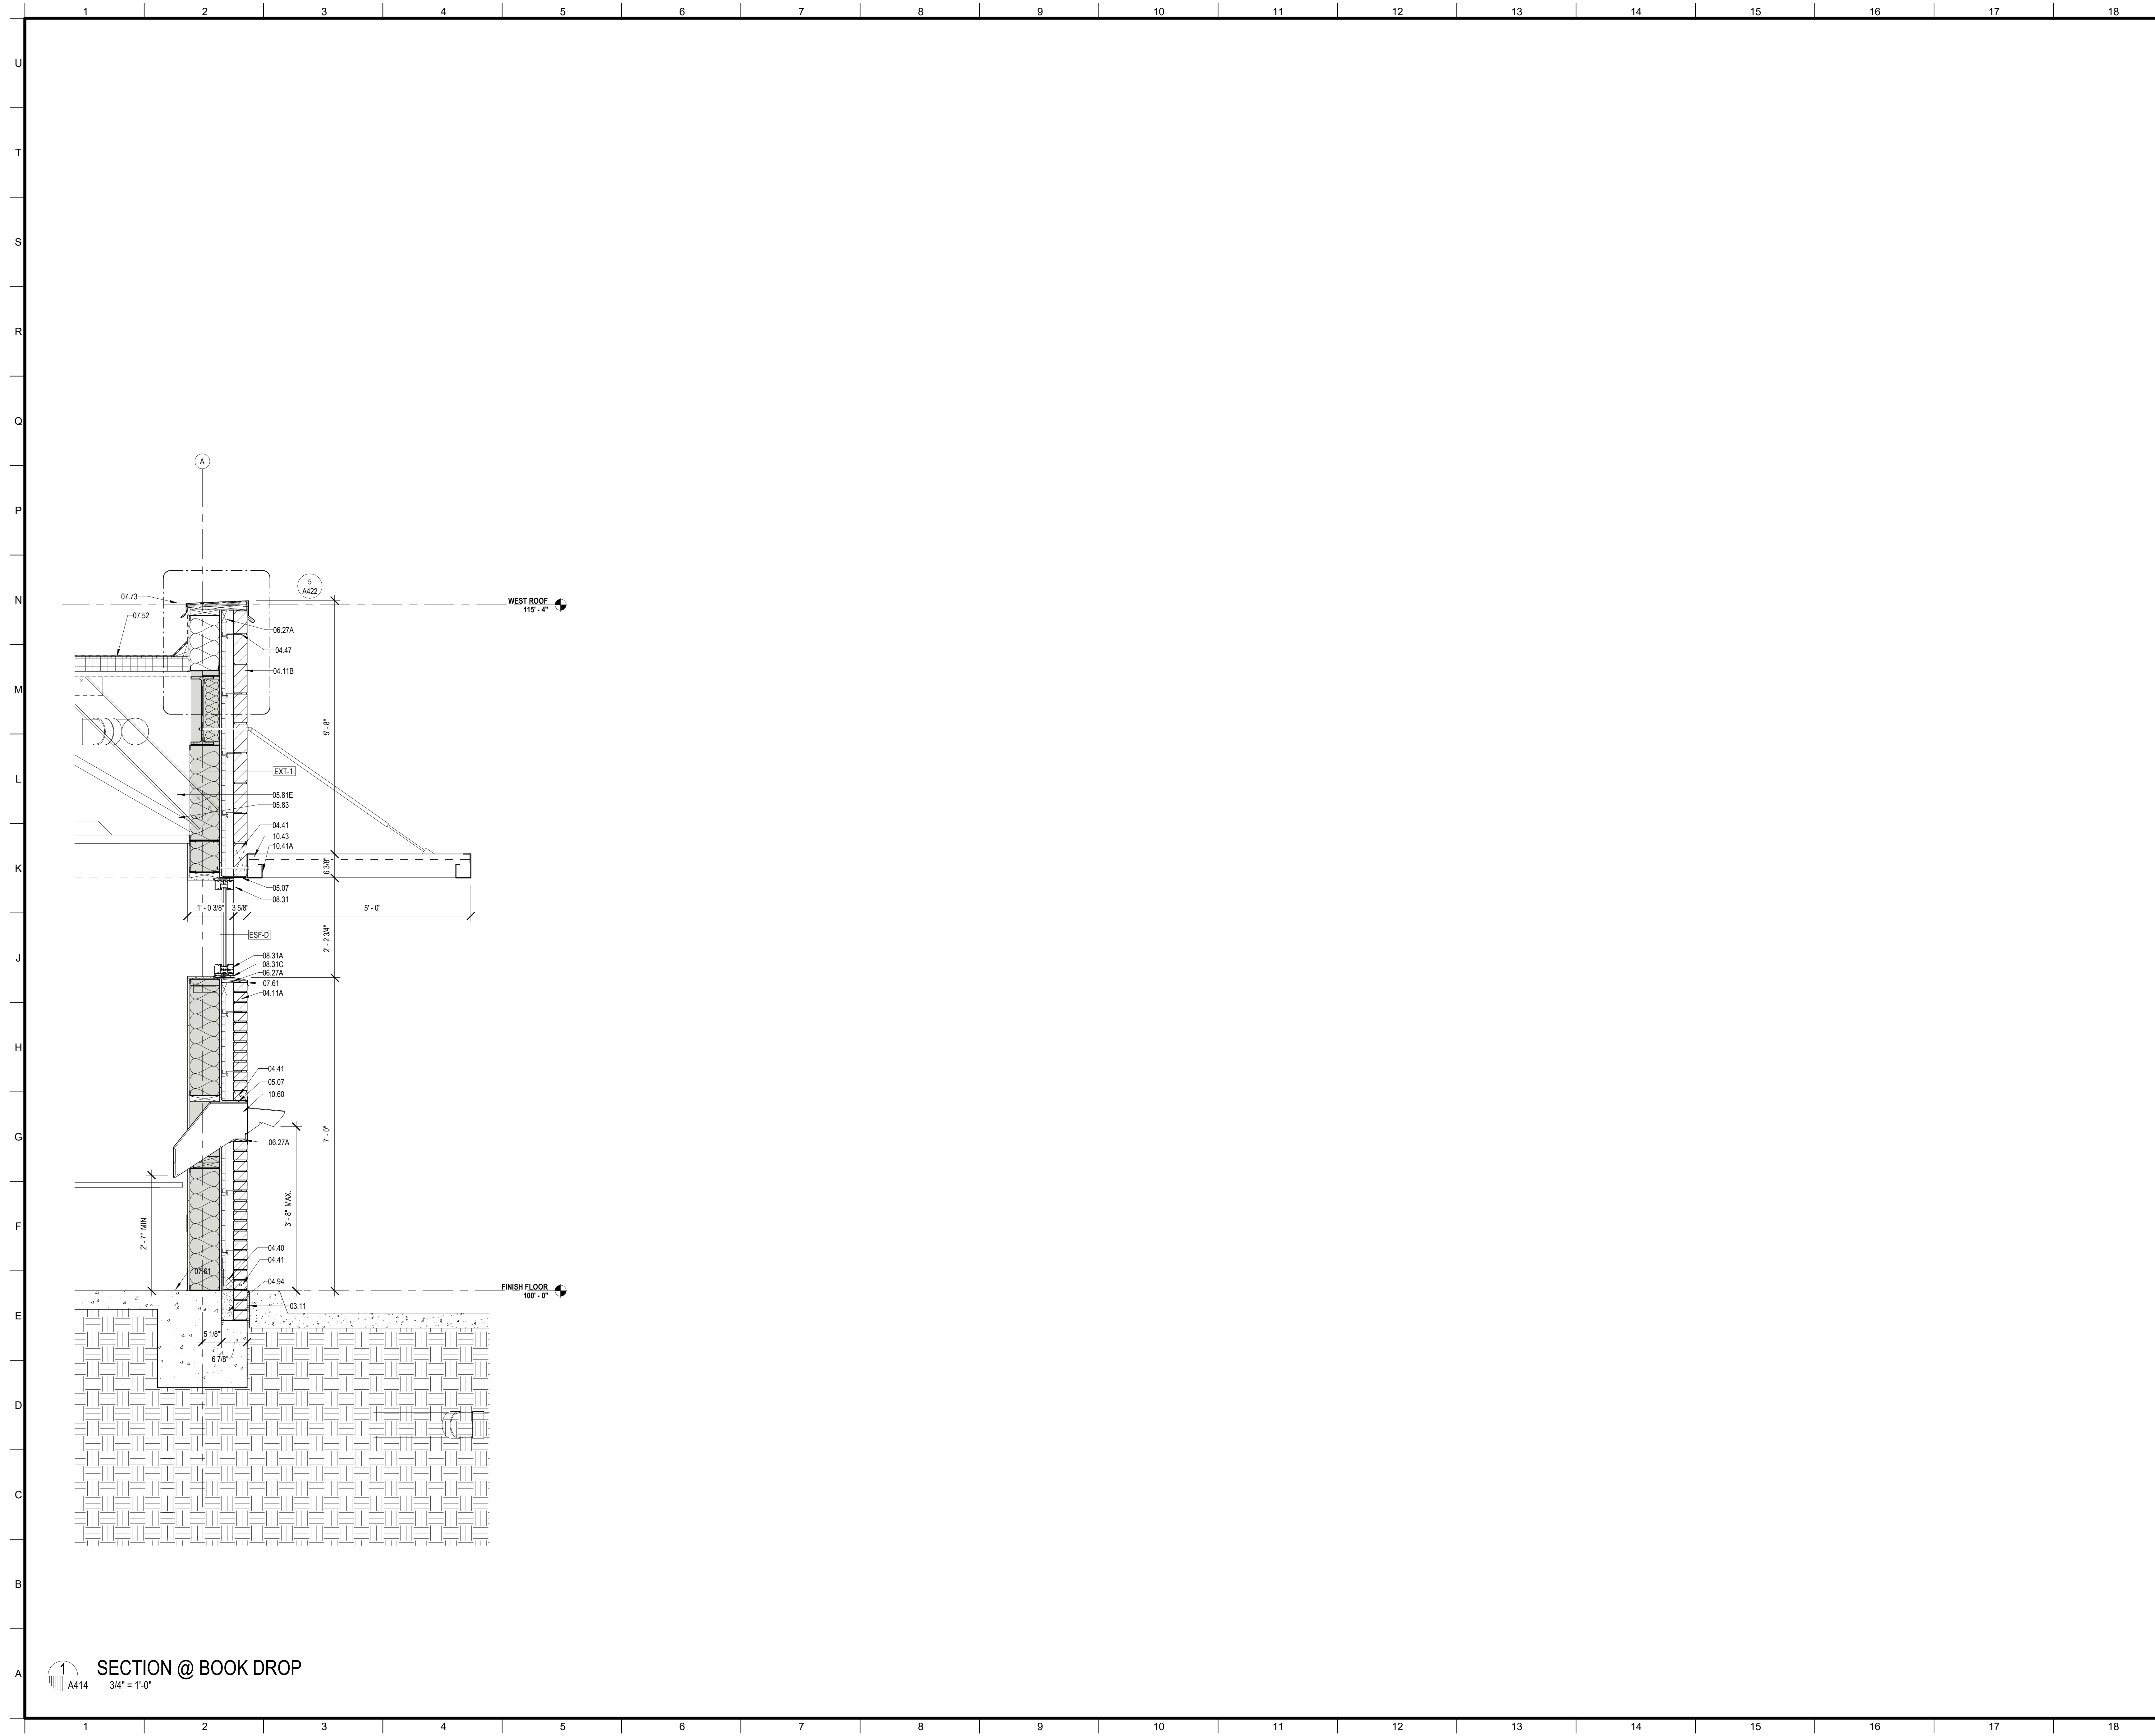 1 2 3 4 5 6 7 8 9 10 11 12 13 14 15 16 17 18
U
T
S
R
Q
P
N
M
L
K
J
H
G
F
E
D
C
B
A
A
5
A422
07.73
07.52
WEST ROOF
115' - 4"
06.27A
04.47
04.11B
5' - 8"
EXT-1
05.81E
05.83
04.41
10.43
10.41A
6 3/8"
05.07
08.31
1' - 0 3/8" 3 5/8" 5' - 0"
ESF-D
2' - 2 3/4"
08.31A
08.31C
06.27A
07.61
04.11A
04.41
05.07
10.60
7' - 0"
06.27A
3' - 8" MAX.
2' - 7" MIN.
04.40
04.41
07.61
04.94
FINISH FLOOR
100' - 0"
03.11
5 1/8"
6 7/8"
1
A414
SECTION @ BOOK DROP
3/4" = 1'-0"
1 2 3 4 5 6 7 8 9 10 11 12 13 14 15 16 17 18